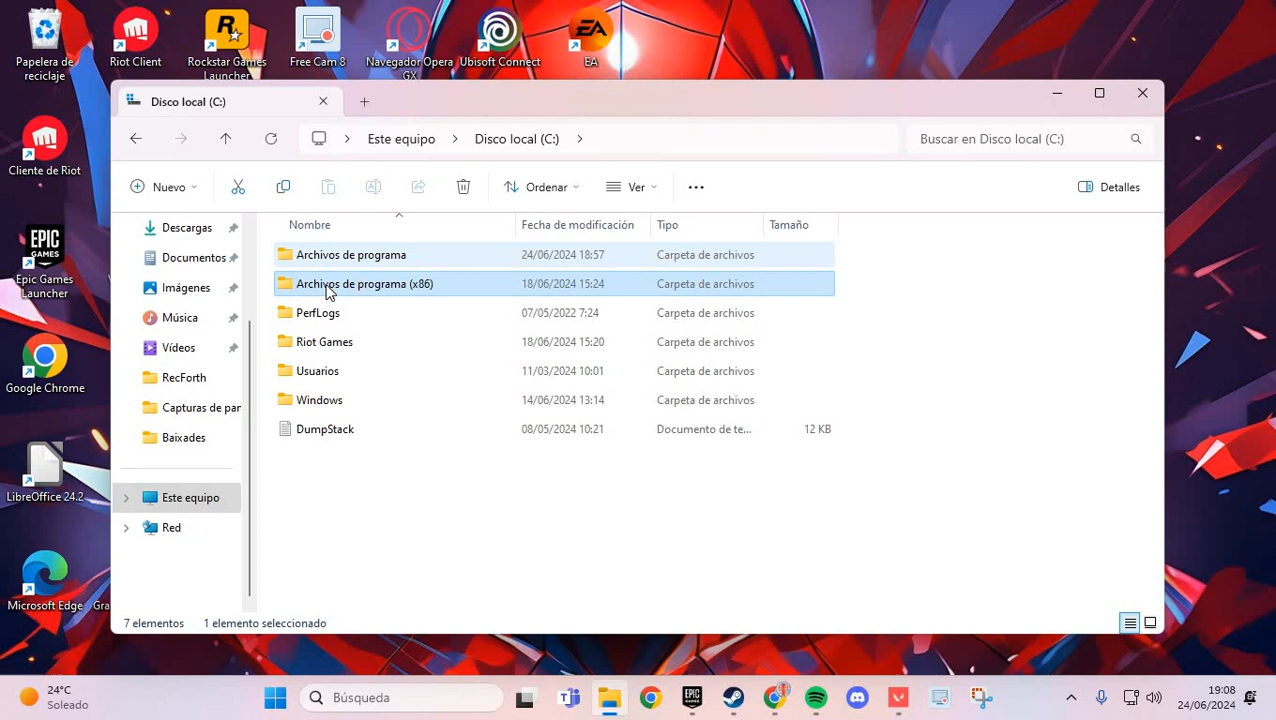 Papelera de
reciclaje
Riot Client
Rockstar Games
Launcher
Free Cam 8
Navegador Opera
GX
Ubisoft Connect
EA
EA
Cliente de Riot
EPIC
GAMES
Epic Games
Launcher
Google Chrome
LibreOffice 24.2
Microsoft Edge
Gra
Disco local (C:)
Este equipo
Disco local (C:)
Buscar en Disco local (C:)
Nuevo
Ordenar
Ver
Detalles
Nombre
Fecha de modificación
Tipo
Tamaño
Descargas
Documentos
Imágenes
Música
Vídeos
RecForth
Capturas de par
Baixades
Este equipo
Red
Archivos de programa 24/06/2024 18:57 Carpeta de archivos
Archivos de programa (x86) 18/06/2024 15:24 Carpeta de archivos
PerfLogs 07/05/2022 7:24 Carpeta de archivos
Riot Games 18/06/2024 15:20 Carpeta de archivos
Usuarios 11/03/2024 10:01 Carpeta de archivos
Windows 14/06/2024 13:14 Carpeta de archivos
DumpStack 08/05/2024 10:21 Documento de te... 12 KB
7 elementos 1 elemento seleccionado
24°C
Soleado
Búsqueda
19:08
24/06/2024